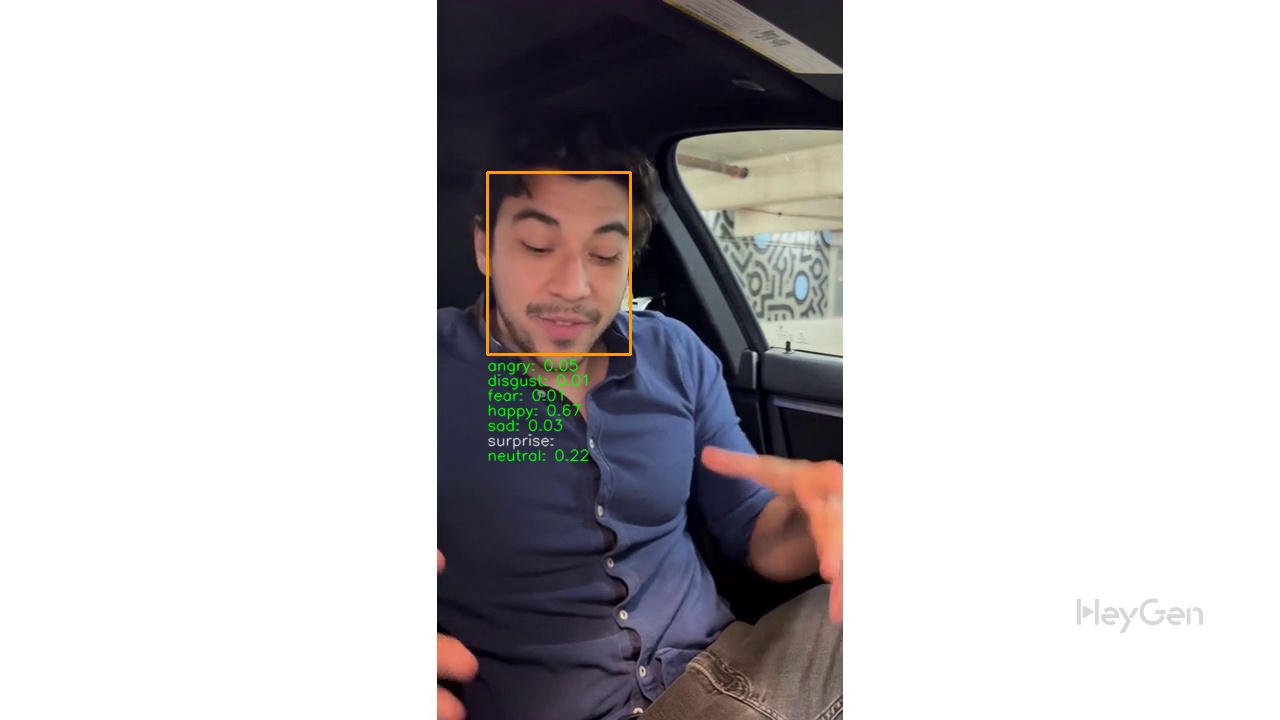 angry: 0.05
disgust: 0.01
fear: 0.01
happy: 0.67
sad: 0.03
surprise:
neutral: 0.22
HeyGen